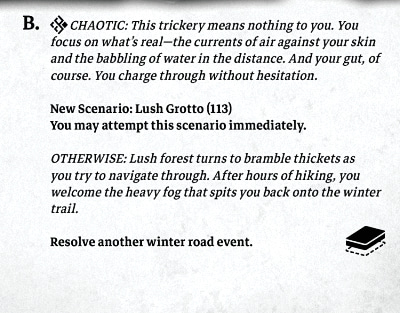 B. CHAOTIC: This trickery means nothing to you. You
focus on what's real—the currents of air against your skin
and the babbling of water in the distance. And your gut, of
course. You charge through without hesitation.
New Scenario: Lush Grotto (113)
You may attempt this scenario immediately.
OTHERWISE: Lush forest turns to bramble thickets as
you try to navigate through. After hours of hiking, you
welcome the heavy fog that spits you back onto the winter
trail.
Resolve another winter road event.